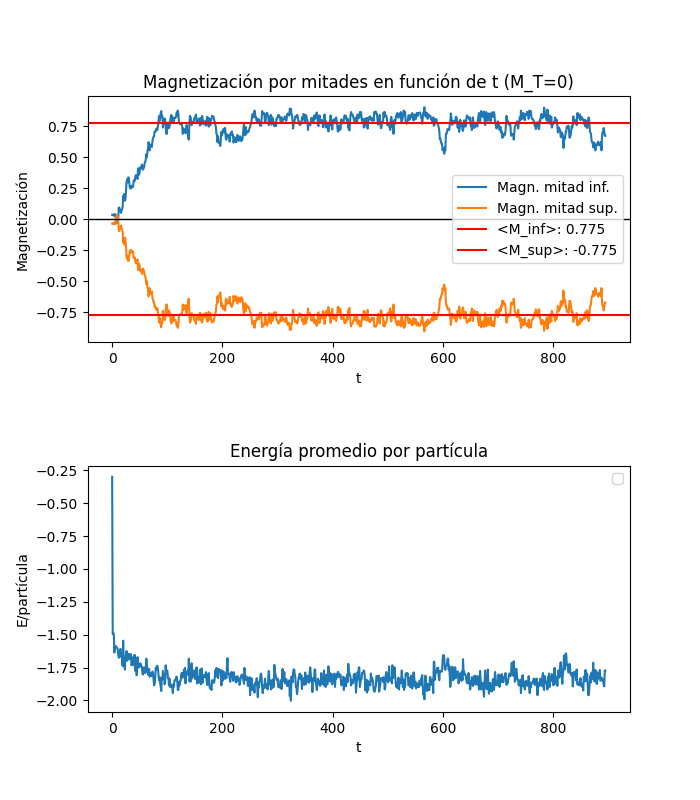 Magnetización por mitades en función de t (M_T=0)
Magnetización
0.75
0.50
0.25
0.00
−0.25
−0.50
−0.75
Magn. mitad inf.
Magn. mitad sup.
<M_inf>: 0.775
<M_sup>: -0.775
0 200 400 600 800
t
Energía promedio por partícula
E/partícula
−0.25
−0.50
−0.75
−1.00
−1.25
−1.50
−1.75
−2.00
0 200 400 600 800
t